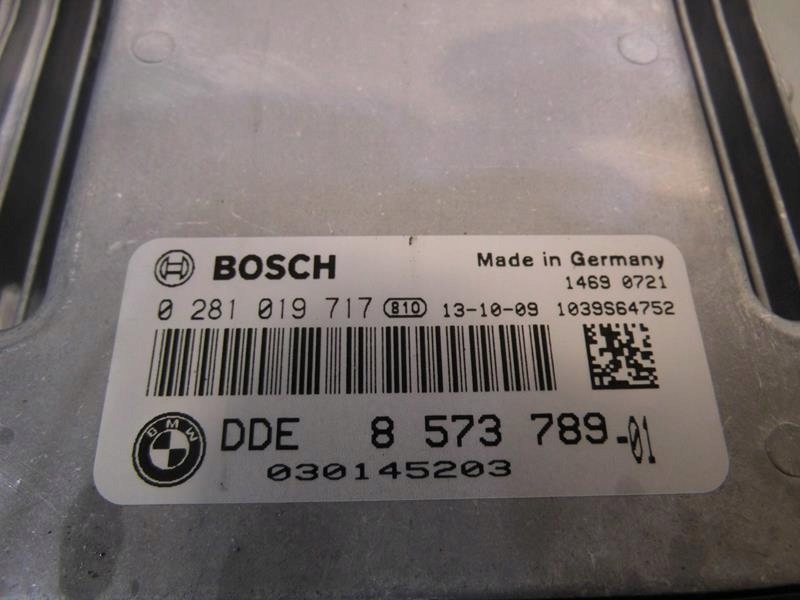 BOSCH Made in Germany
1469 0721
0 281 019 717 810 13-10-09 1039S64752
BMW DDE 8 573 789-01
030145203